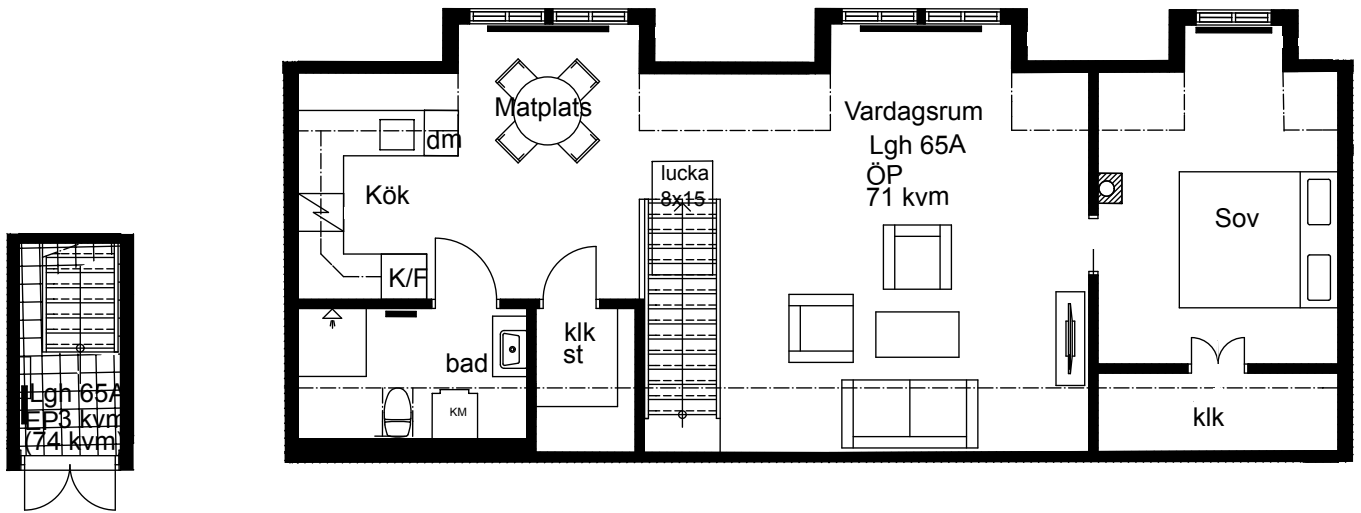 Matplats
Vardagsrum
Lgh 65A
ÖP
71 kvm
dm
lucka
8x15
Kök
Sov
K/F
klk
st
bad
KM
klk
Lgh 65A
EP3 kvm
(74 kvm)